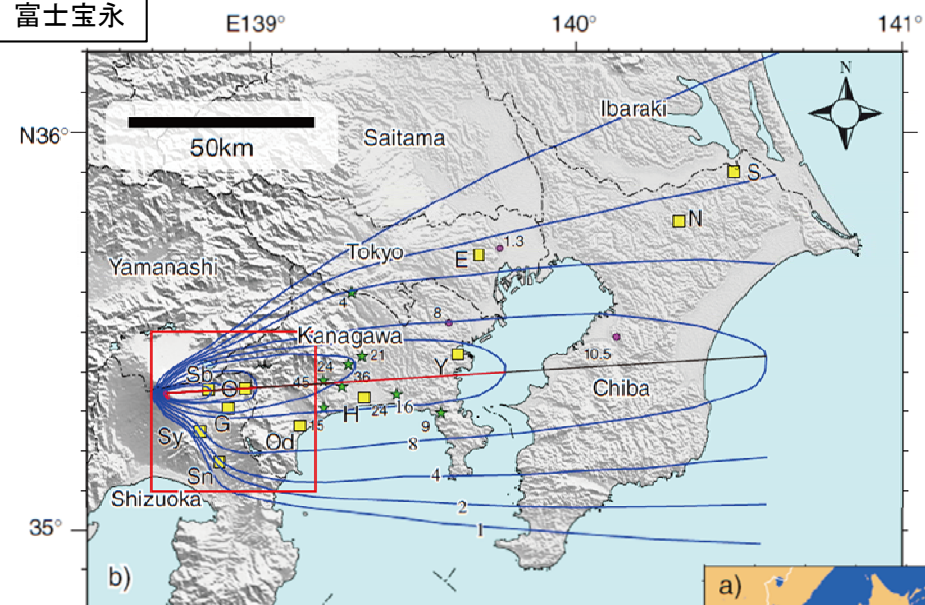 富士宝永
E139°
140°
141°
N
N36°
50km
Saitama
Ibaraki
S
N
Tokyo
1.3
E
Yamanashi
4
8
Kanagawa
10.5
21
24
Y
Sb
36
45
O
Chiba
H
24
16
G
9
15
Sy
Od
8
Sn
4
Shizuoka
2
35°
1
b)
a)